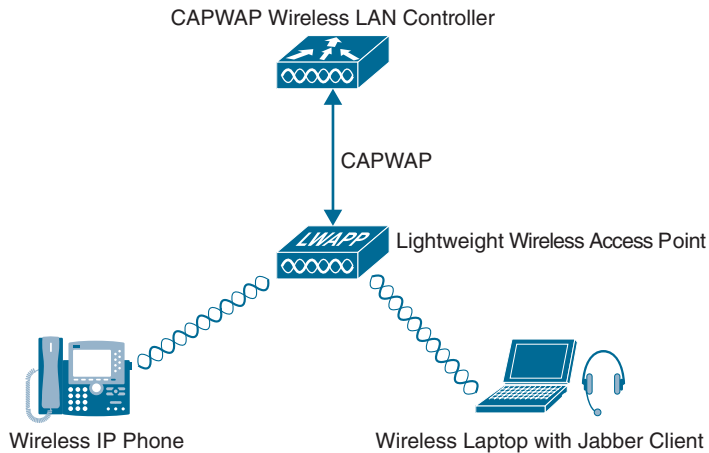 CAPWAP Wireless LAN Controller
CAPWAP
LWAPP
Lightweight Wireless Access Point
Wireless IP Phone
Wireless Laptop with Jabber Client